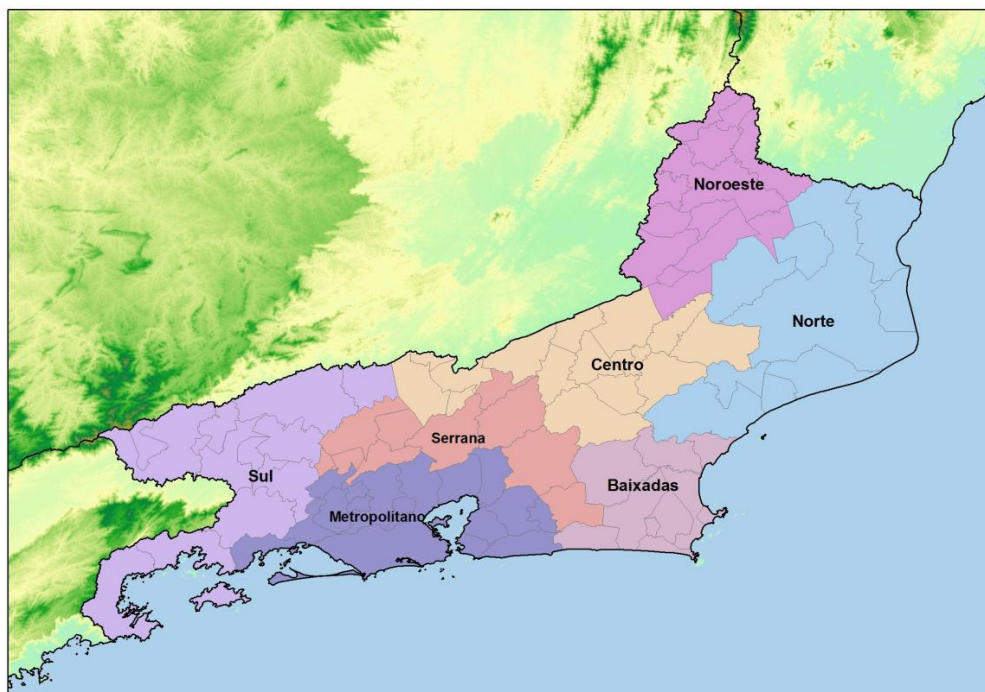 Noroeste
Norte
Centro
Serrana
Sul
Baixadas
Metropolitano